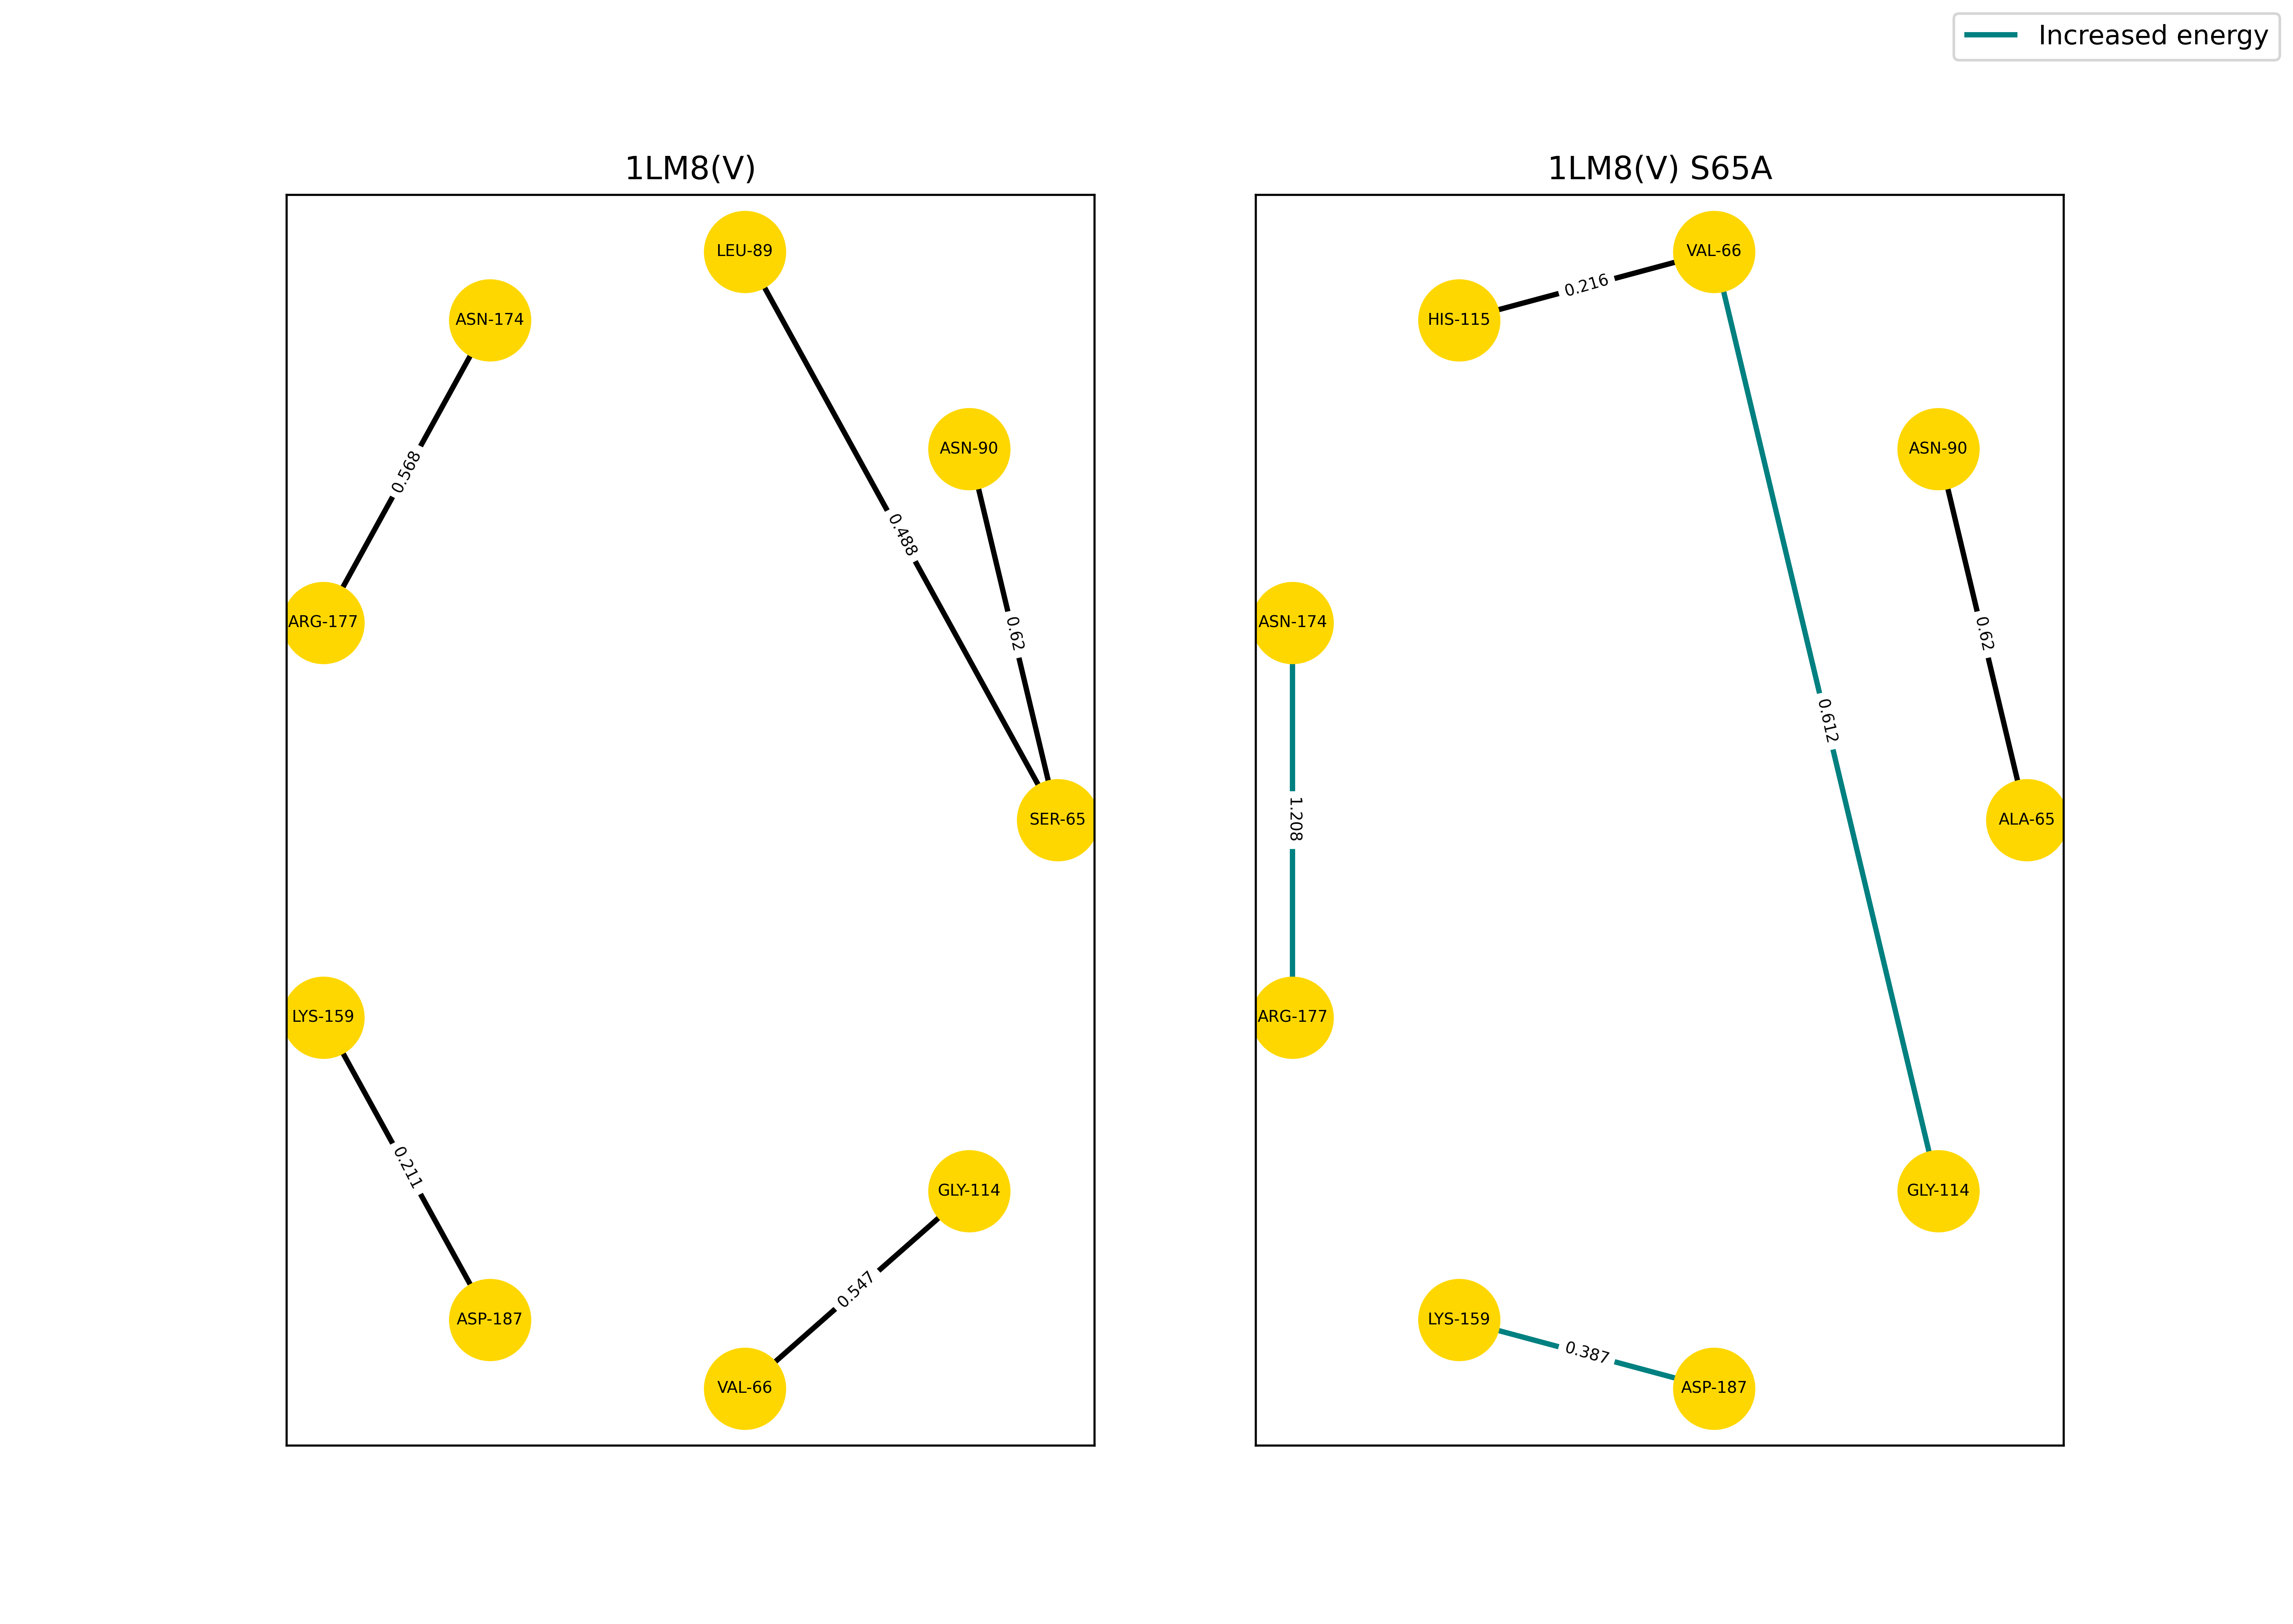 Increased energy
1LM8(V)
LEU-89
ASN-174
ASN-90
0.568
0.488
ARG-177
0.62
SER-65
LYS-159
0.211
GLY-114
0.547
ASP-187
VAL-66
1LM8(V) S65A
VAL-66
0.216
HIS-115
ASN-90
ASN-174
0.62
0.612
1.208
ALA-65
ARG-177
GLY-114
LYS-159
0.387
ASP-187